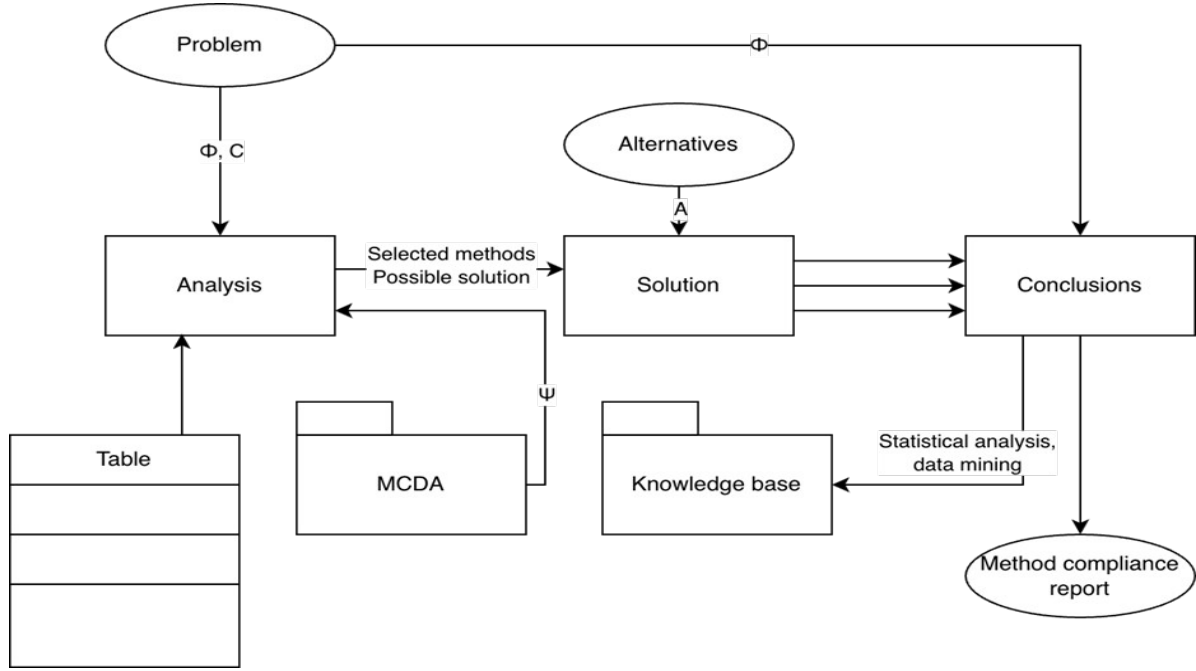 Problem
Φ
Alternatives
Φ, C
A
Analysis
Selected methods
Possible solution
Solution
Conclusions
Ψ
Table
MCDA
Knowledge base
Statistical analysis,
data mining
Method compliance
report